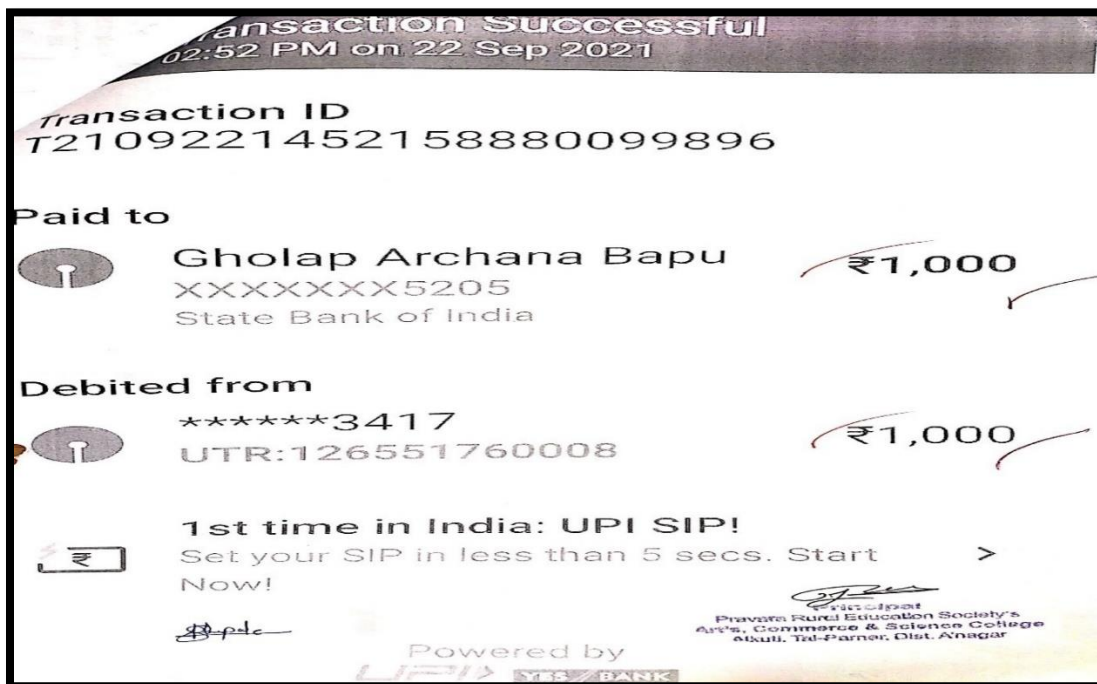 Transaction Successful
02:52 PM on 22 Sep 2021
Transaction ID
T2109221452158880099896
Paid to
Gholap Archana Bapu ₹1,000
XXXXXXX5205
State Bank of India
Debited from
******3417 ₹1,000
UTR:126551760008
1st time in India: UPI SIP!
Set your SIP in less than 5 secs. Start >
Now!
Principal
Pravara Rural Education Society's
Art's, Commerce & Science College
Alkuti, Tal-Parner, Dist. A'nagar
Powered by
UPI YES BANK